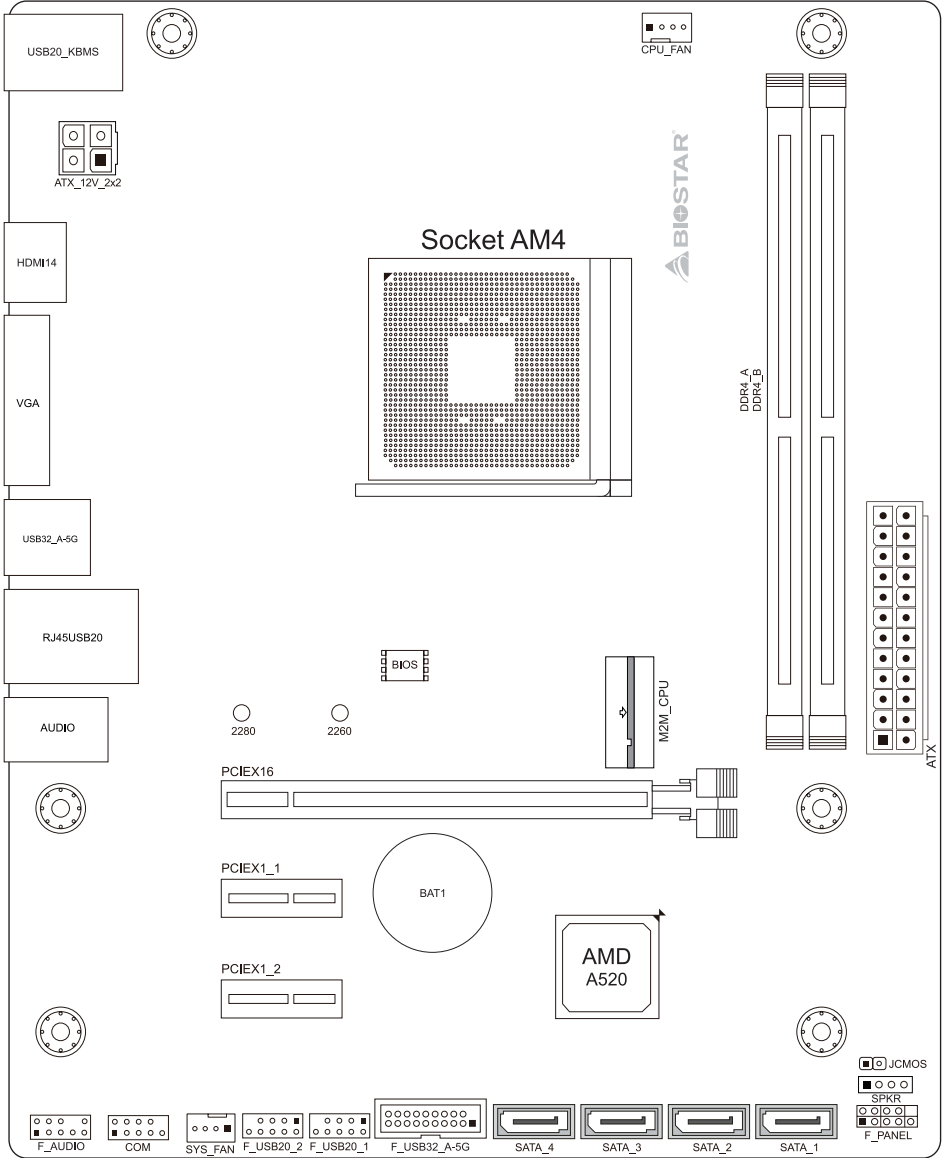 USB20_KBMS
CPU_FAN
ATX_12V_2x2
BIOSTAR
Socket AM4
HDMI14
VGA
DDR4_A
DDR4_B
USB32_A-5G
RJ45USB20
BIOS
M2M_CPU
AUDIO
2280
2260
ATX
PCIEX16
PCIEX1_1
BAT1
AMD
A520
PCIEX1_2
JCMOS
SPKR
F_AUDIO
COM
SYS_FAN
F_USB20_2
F_USB20_1
F_USB32_A-5G
SATA_4
SATA_3
SATA_2
SATA_1
F_PANEL